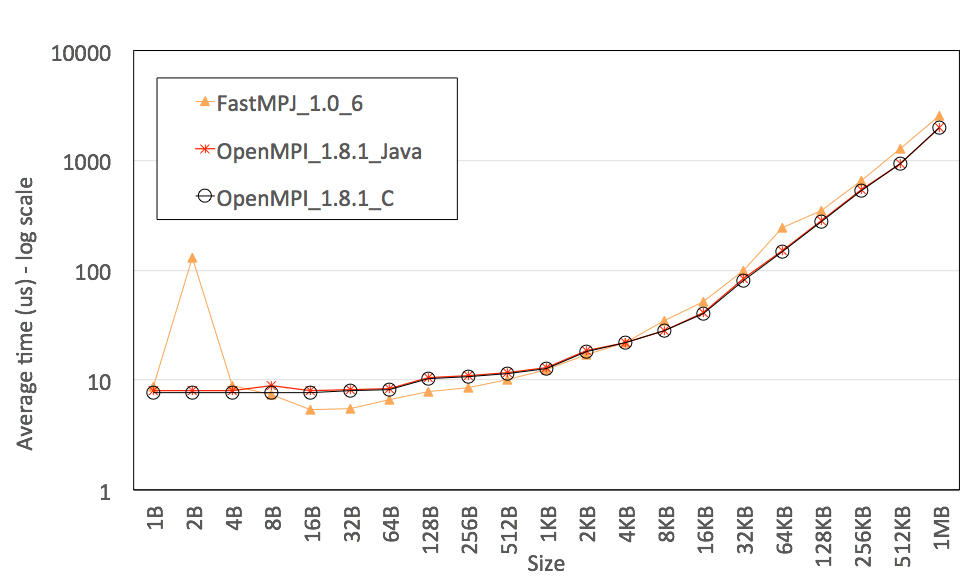 10000
1000
100
10
1
Average time (us) - log scale
FastMPJ_1.0_6
OpenMPI_1.8.1_Java
OpenMPI_1.8.1_C
1B
2B
4B
8B
16B
32B
64B
128B
256B
512B
1KB
2KB
4KB
8KB
16KB
32KB
64KB
128KB
256KB
512KB
1MB
Size